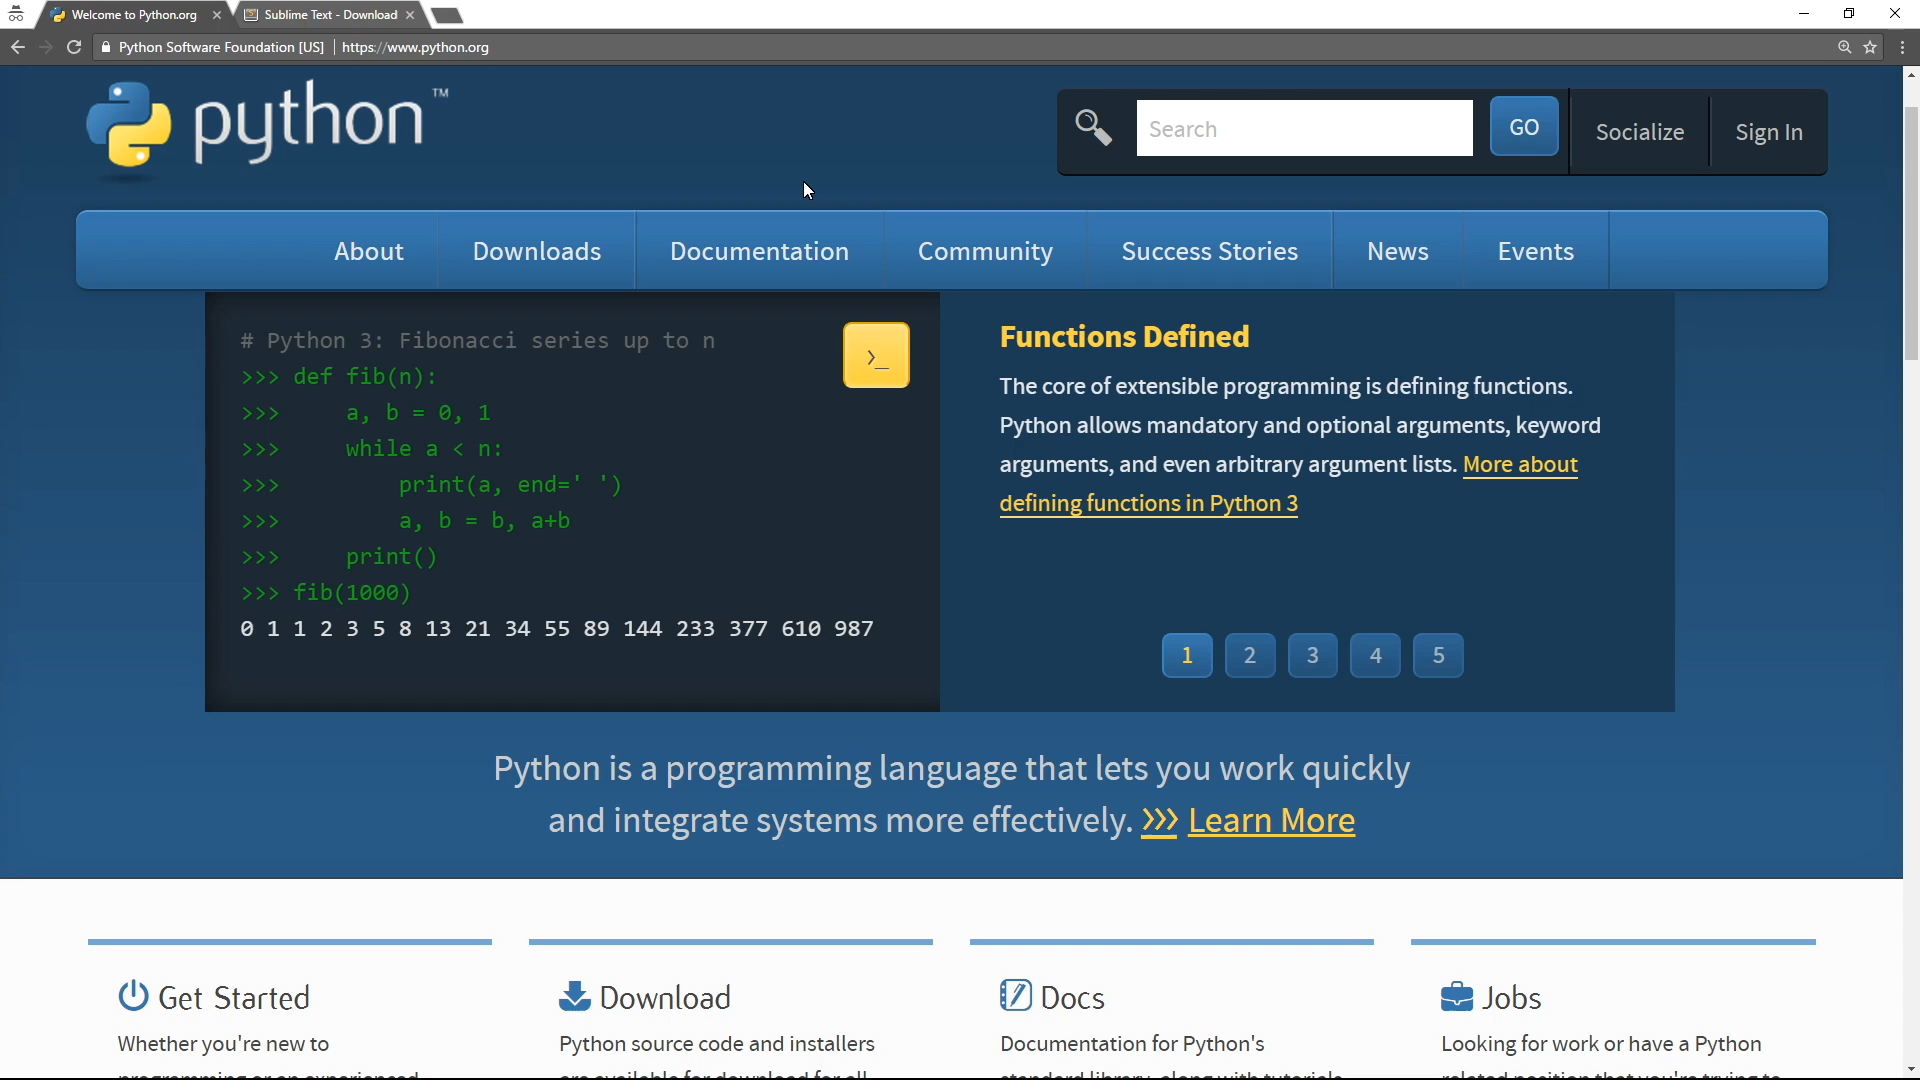 Welcome to Python.org
Sublime Text - Download
Python Software Foundation [US] https://www.python.org
python TM
Search
GO
Socialize
Sign In
About
Downloads
Documentation
Community
Success Stories
News
Events
# Python 3: Fibonacci series up to n
>>> def fib(n):
>>> a, b = 0, 1
>>> while a < n:
>>> print(a, end=' ')
>>> a, b = b, a+b
>>> print()
>>> fib(1000)
0 1 1 2 3 5 8 13 21 34 55 89 144 233 377 610 987
>_
Functions Defined
The core of extensible programming is defining functions.
Python allows mandatory and optional arguments, keyword
arguments, and even arbitrary argument lists. More about
defining functions in Python 3
1 2 3 4 5
Python is a programming language that lets you work quickly
and integrate systems more effectively. >>> Learn More
Get Started
Whether you're new to
Download
Python source code and installers
Docs
Documentation for Python's
Jobs
Looking for work or have a Python